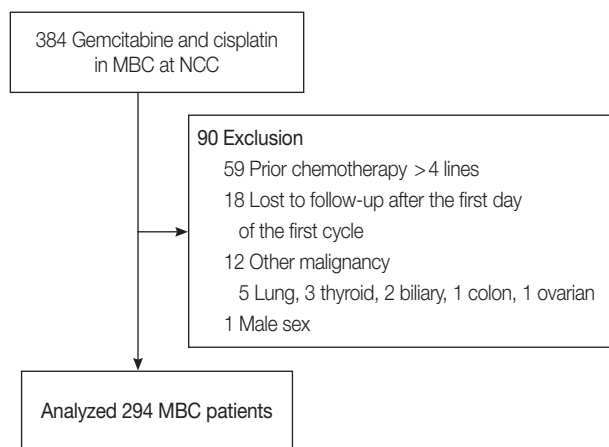 384 Gemcitabine and cisplatin
in MBC at NCC
90 Exclusion
59 Prior chemotherapy >4 lines
18 Lost to follow-up after the first day
of the first cycle
12 Other malignancy
5 Lung, 3 thyroid, 2 biliary, 1 colon, 1 ovarian
1 Male sex
Analyzed 294 MBC patients